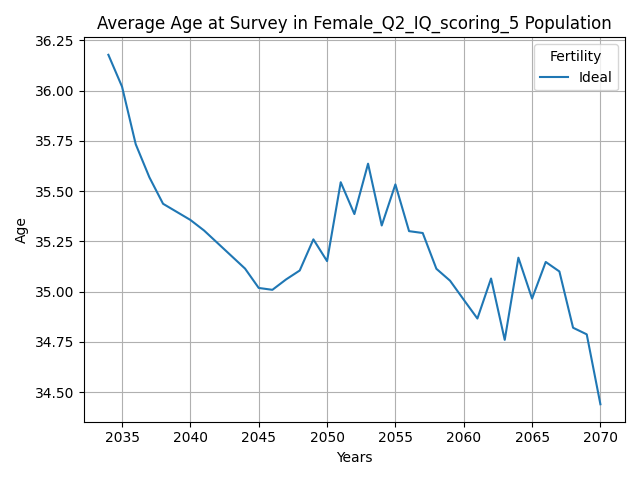 Average Age at Survey in Female_Q2_IQ_scoring_5 Population
36.25
36.00
35.75
35.50
35.25
35.00
34.75
34.50
Age
Fertility
Ideal
2035 2040 2045 2050 2055 2060 2065 2070
Years